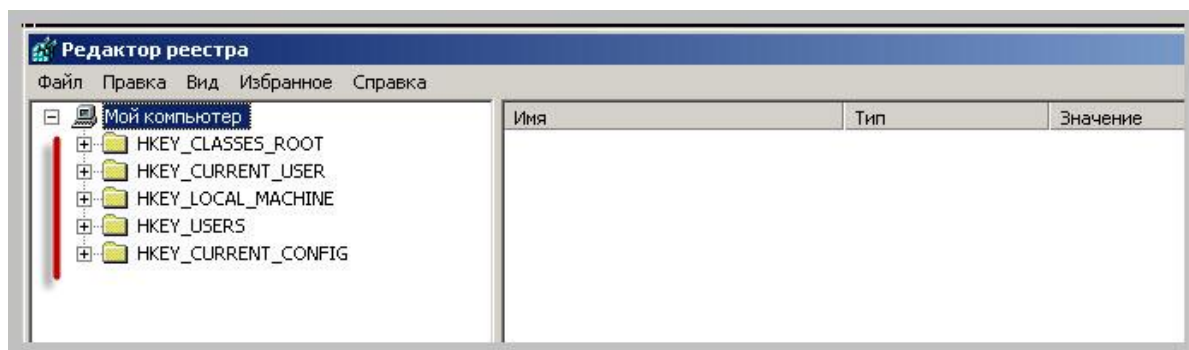 Редактор реестра
Файл Правка Вид Избранное Справка
Мой компьютер
HKEY_CLASSES_ROOT
HKEY_CURRENT_USER
HKEY_LOCAL_MACHINE
HKEY_USERS
HKEY_CURRENT_CONFIG
Имя Тип Значение